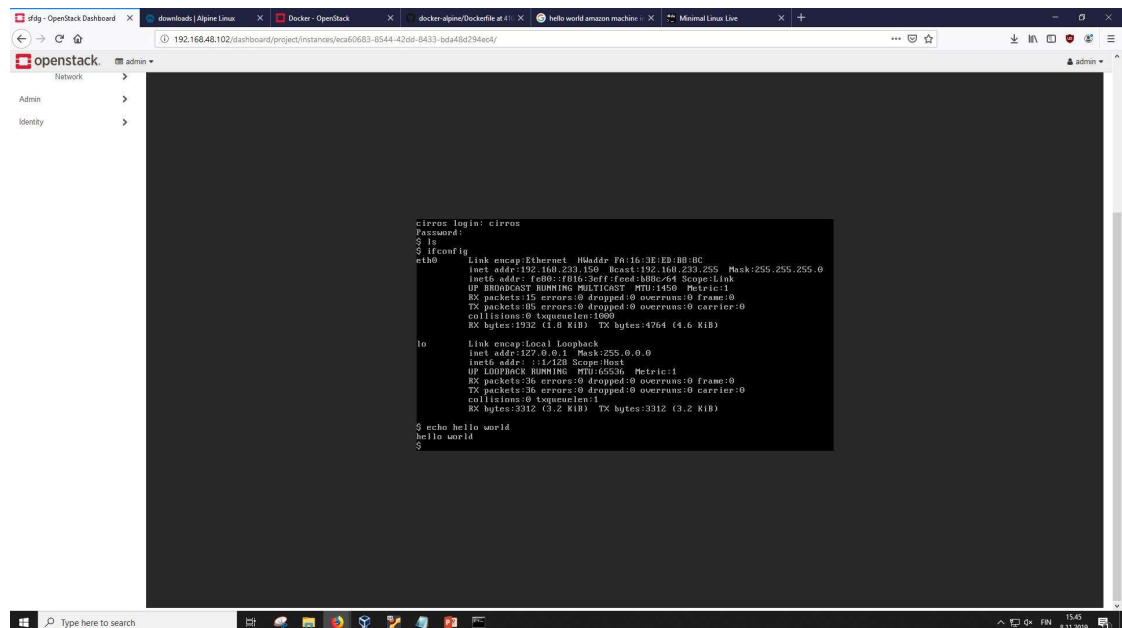 sfdg - OpenStack Dashboard
downloads | Alpine Linux
Docker - OpenStack
docker-alpine/Dockerfile at 41
hello world amazon machine i
Minimal Linux Live
192.168.48.102/dashboard/project/instances/eca60683-8544-42dd-8433-bda48d294ec4/
openstack. admin
admin
Network
Admin
Identity
cirros login: cirros
Password:
$ ls
$ ifconfig
eth0 Link encap:Ethernet HWaddr FA:16:3E:ED:B8:8C
inet addr:192.168.233.150 Bcast:192.168.233.255 Mask:255.255.255.0
inet6 addr: fe80::f816:3eff:feed:b88c/64 Scope:Link
UP BROADCAST RUNNING MULTICAST MTU:1450 Metric:1
RX packets:15 errors:0 dropped:0 overruns:0 frame:0
TX packets:85 errors:0 dropped:0 overruns:0 carrier:0
collisions:0 txqueuelen:1000
RX bytes:1932 (1.8 KiB) TX bytes:4764 (4.6 KiB)
lo Link encap:Local Loopback
inet addr:127.0.0.1 Mask:255.0.0.0
inet6 addr: ::1/128 Scope:Host
UP LOOPBACK RUNNING MTU:65536 Metric:1
RX packets:36 errors:0 dropped:0 overruns:0 frame:0
TX packets:36 errors:0 dropped:0 overruns:0 carrier:0
collisions:0 txqueuelen:1
RX bytes:3312 (3.2 KiB) TX bytes:3312 (3.2 KiB)
$ echo hello world
hello world
$
Type here to search
FIN
15.45
8.11.2019